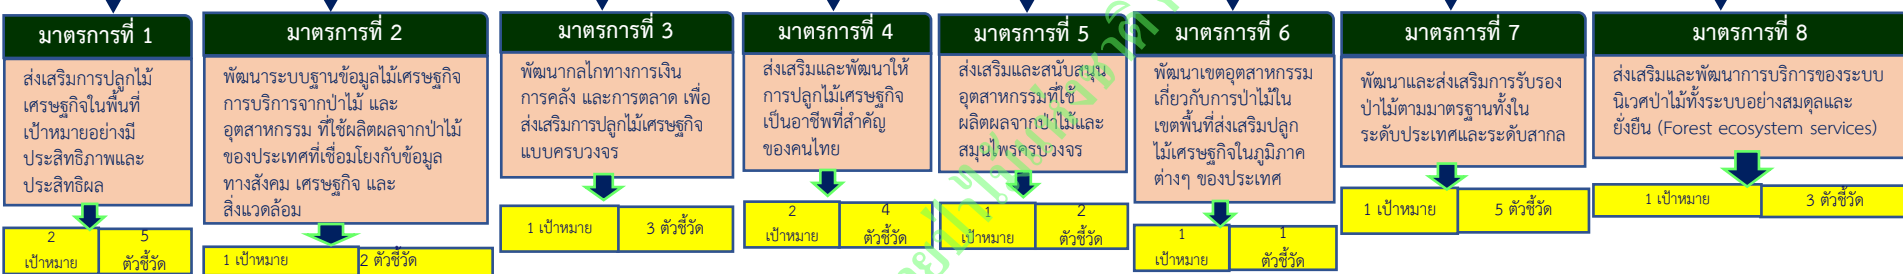 มาตรการที่ 1
ส่งเสริมการปลูกไม้
เศรษฐกิจในพื้นที่
เป้าหมายอย่างมี
ประสิทธิภาพและ
ประสิทธิผล
2
เป้าหมาย
5
ตัวชี้วัด
มาตรการที่ 2
พัฒนาระบบฐานข้อมูลไม้เศรษฐกิจ
การบริการจากป่าไม้ และ
อุตสาหกรรม ที่ใช้ผลิตผลจากป่าไม้
ของประเทศที่เชื่อมโยงกับข้อมูล
ทางสังคม เศรษฐกิจ และ
สิ่งแวดล้อม
1 เป้าหมาย
2 ตัวชี้วัด
มาตรการที่ 3
พัฒนากลไกทางการเงิน
การคลัง และการตลาด เพื่อ
ส่งเสริมการปลูกไม้เศรษฐกิจ
แบบครบวงจร
1 เป้าหมาย
3 ตัวชี้วัด
มาตรการที่ 4
ส่งเสริมและพัฒนาให้
การปลูกไม้เศรษฐกิจ
เป็นอาชีพที่สำคัญ
ของคนไทย
2
เป้าหมาย
4
ตัวชี้วัด
มาตรการที่ 5
ส่งเสริมและสนับสนุน
อุตสาหกรรมที่ใช้
ผลิตผลจากป่าไม้และ
สมุนไพรครบวงจร
1
เป้าหมาย
2
ตัวชี้วัด
มาตรการที่ 6
พัฒนาเขตอุตสาหกรรม
เกี่ยวกับการป่าไม้ใน
เขตพื้นที่ส่งเสริมปลูก
ไม้เศรษฐกิจในภูมิภาค
ต่างๆ ของประเทศ
1
เป้าหมาย
1
ตัวชี้วัด
มาตรการที่ 7
พัฒนาและส่งเสริมการรับรอง
ป่าไม้ตามมาตรฐานทั้งใน
ระดับประเทศและระดับสากล
1 เป้าหมาย
5 ตัวชี้วัด
มาตรการที่ 8
ส่งเสริมและพัฒนาการบริการของระบบ
นิเวศป่าไม้ทั้งระบบอย่างสมดุลและ
ยั่งยืน (Forest ecosystem services)
1 เป้าหมาย
3 ตัวชี้วัด